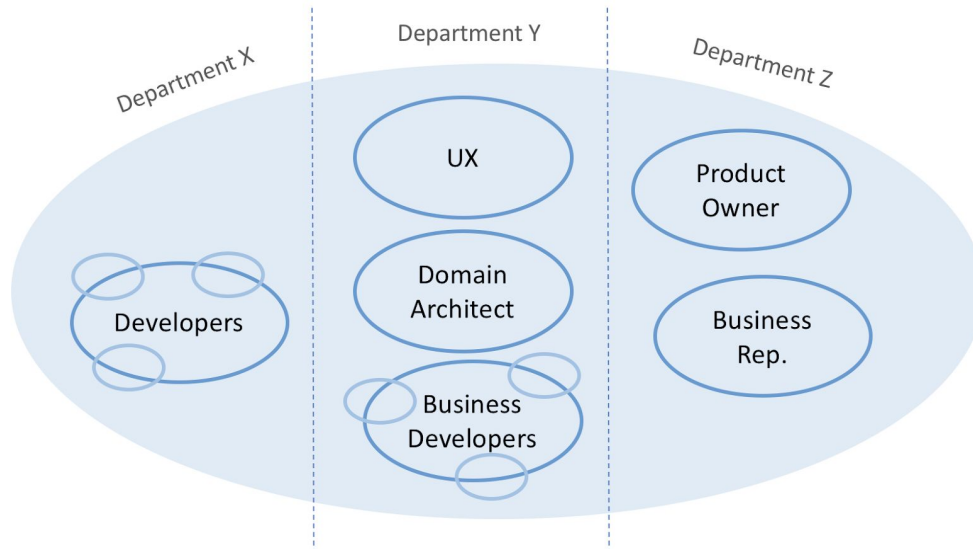 Department X
Department Y
Department Z
UX
Product
Owner
Domain
Architect
Developers
Business
Rep.
Business
Developers